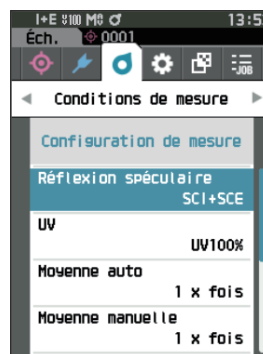 I+E 13:5
Éch. 0001
JOB
Conditions de mesure
Configuration de mesure
Réflexion spéculaire
SCI+SCE
UV
UV100%
Moyenne auto
1 x fois
Moyenne manuelle
1 x fois